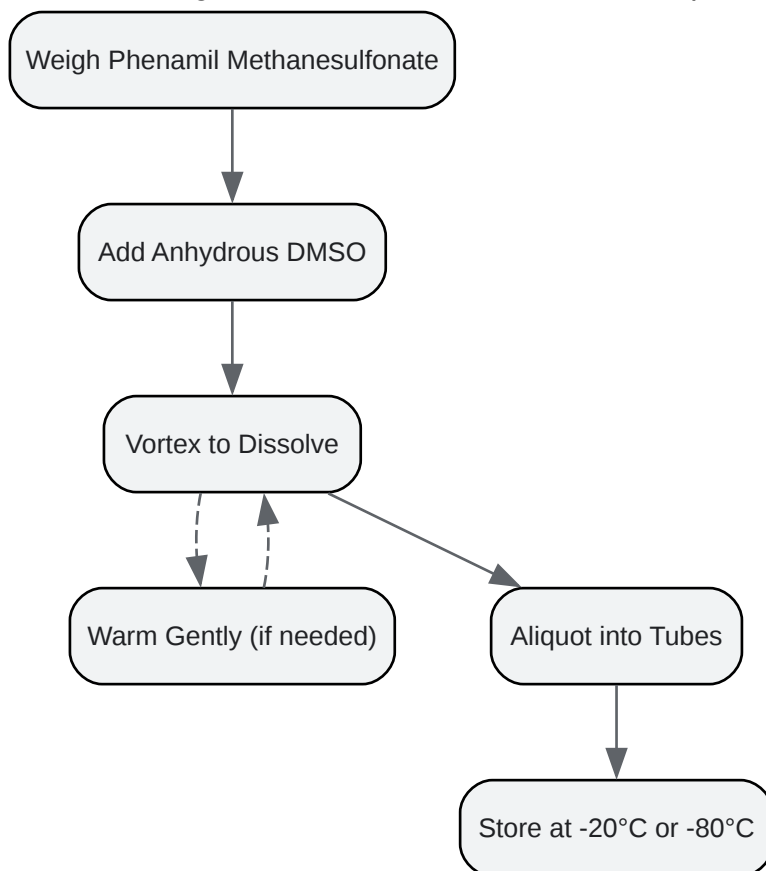 Weigh Phenamil Methanesulfonate
Add Anhydrous DMSO
Vortex to Dissolve
Warm Gently (if needed)
Aliquot into Tubes
Store at -20°C or -80°C